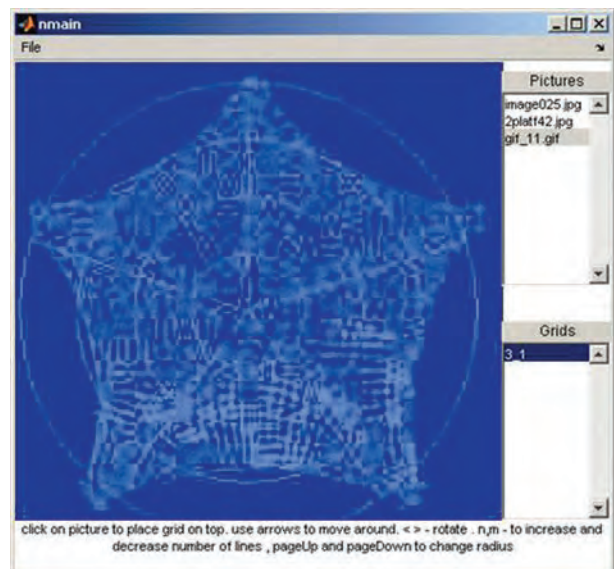 nmain
File
Pictures
image025.jpg
2platf42.jpg
gif_11.gif
Grids
3_1
click on picture to place grid on top. use arrows to move around. < > - rotate . n,m - to increase and
decrease number of lines , pageUp and pageDown to change radius